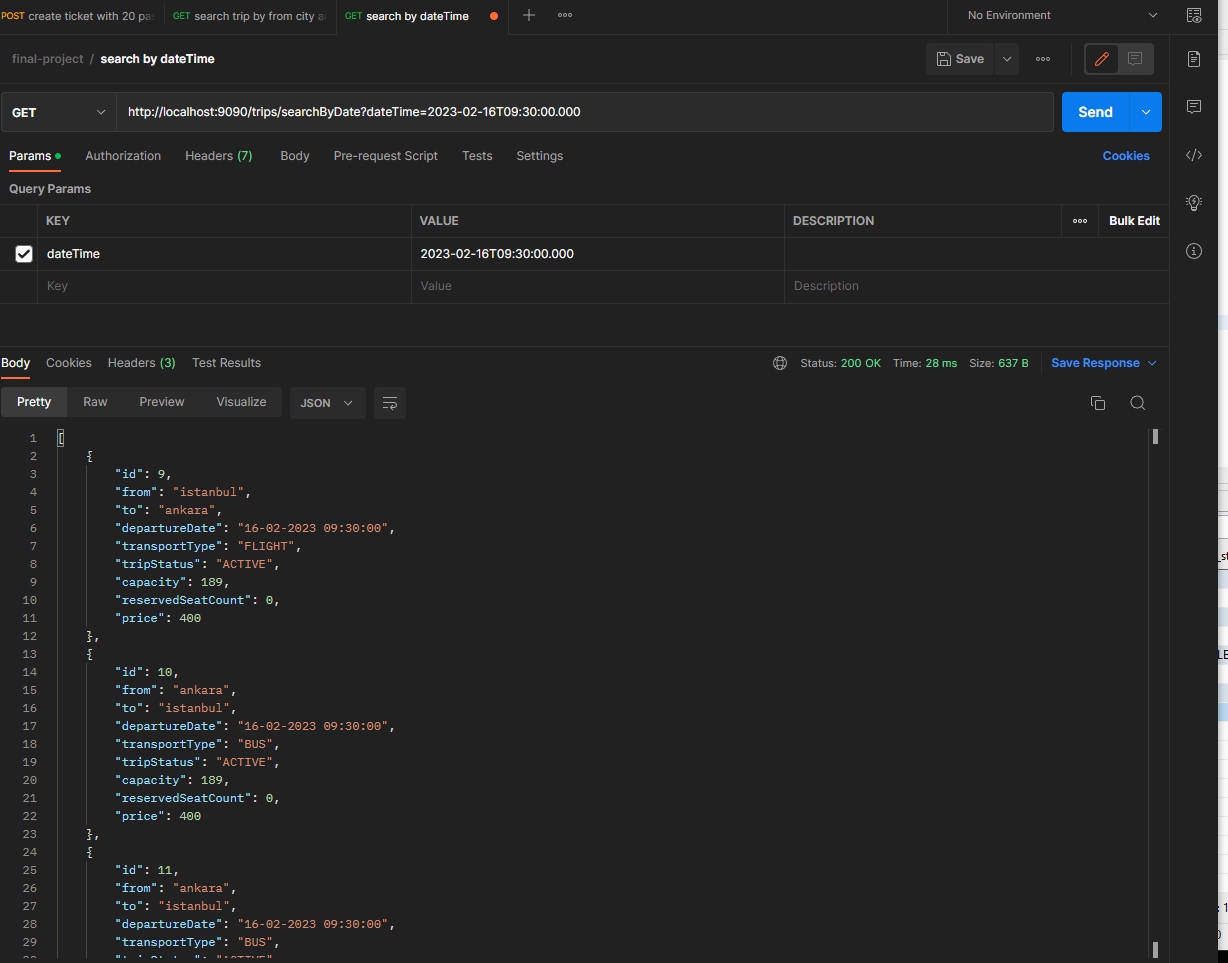 POST create ticket with 20 pa
GET search trip by from city a
GET search by dateTime
No Environment
final-project / search by dateTime
Save
GET
http://localhost:9090/trips/searchByDate?dateTime=2023-02-16T09:30:00.000
Send
Params Authorization Headers (7) Body Pre-request Script Tests Settings Cookies
Query Params
KEY VALUE DESCRIPTION Bulk Edit
dateTime 2023-02-16T09:30:00.000
Key Value Description
Body Cookies Headers (3) Test Results Status: 200 OK Time: 28 ms Size: 637 B Save Response
Pretty Raw Preview Visualize JSON
1 [
2 {
3 "id": 9,
4 "from": "istanbul",
5 "to": "ankara",
6 "departureDate": "16-02-2023 09:30:00",
7 "transportType": "FLIGHT",
8 "tripStatus": "ACTIVE",
9 "capacity": 189,
10 "reservedSeatCount": 0,
11 "price": 400
12 },
13 {
14 "id": 10,
15 "from": "ankara",
16 "to": "istanbul",
17 "departureDate": "16-02-2023 09:30:00",
18 "transportType": "BUS",
19 "tripStatus": "ACTIVE",
20 "capacity": 189,
21 "reservedSeatCount": 0,
22 "price": 400
23 },
24 {
25 "id": 11,
26 "from": "ankara",
27 "to": "istanbul",
28 "departureDate": "16-02-2023 09:30:00",
29 "transportType": "BUS",